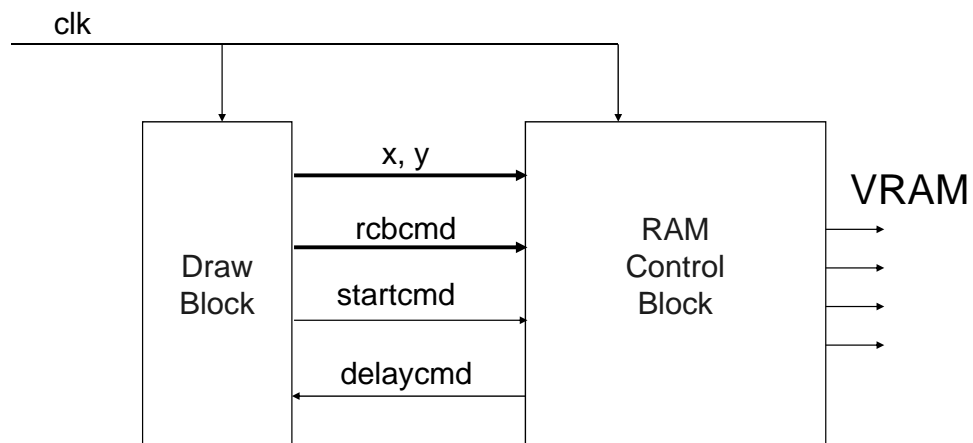 clk
x, y
rcbcmd
startcmd
delaycmd
Draw
Block
RAM
Control
Block
VRAM